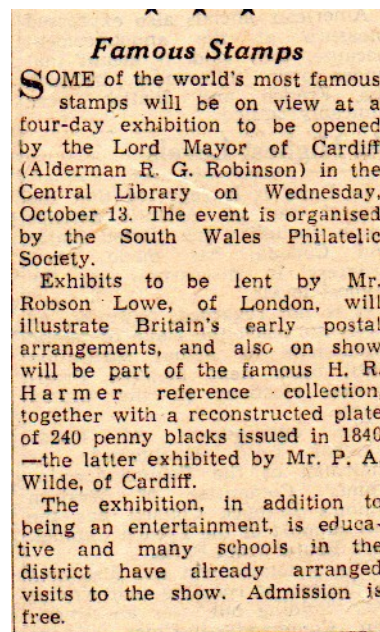 Famous Stamps
SOME of the world's most famous
stamps will be on view at a
four-day exhibition to be opened
by the Lord Mayor of Cardiff
(Alderman R. G. Robinson) in the
Central Library on Wednesday,
October 13. The event is organised
by the South Wales Philatelic
Society.
Exhibits to be lent by Mr.
Robson Lowe, of London, will
illustrate Britain's early postal
arrangements, and also on show
will be part of the famous H. R.
Harmer reference collection
together with a reconstructed plate
of 240 penny blacks issued in 1840
—the latter exhibited by Mr. P. A.
Wilde, of Cardiff.
The exhibition, in addition to
being an entertainment, is educa-
tive and many schools in the
district have already arranged
visits to the show. Admission is
free.